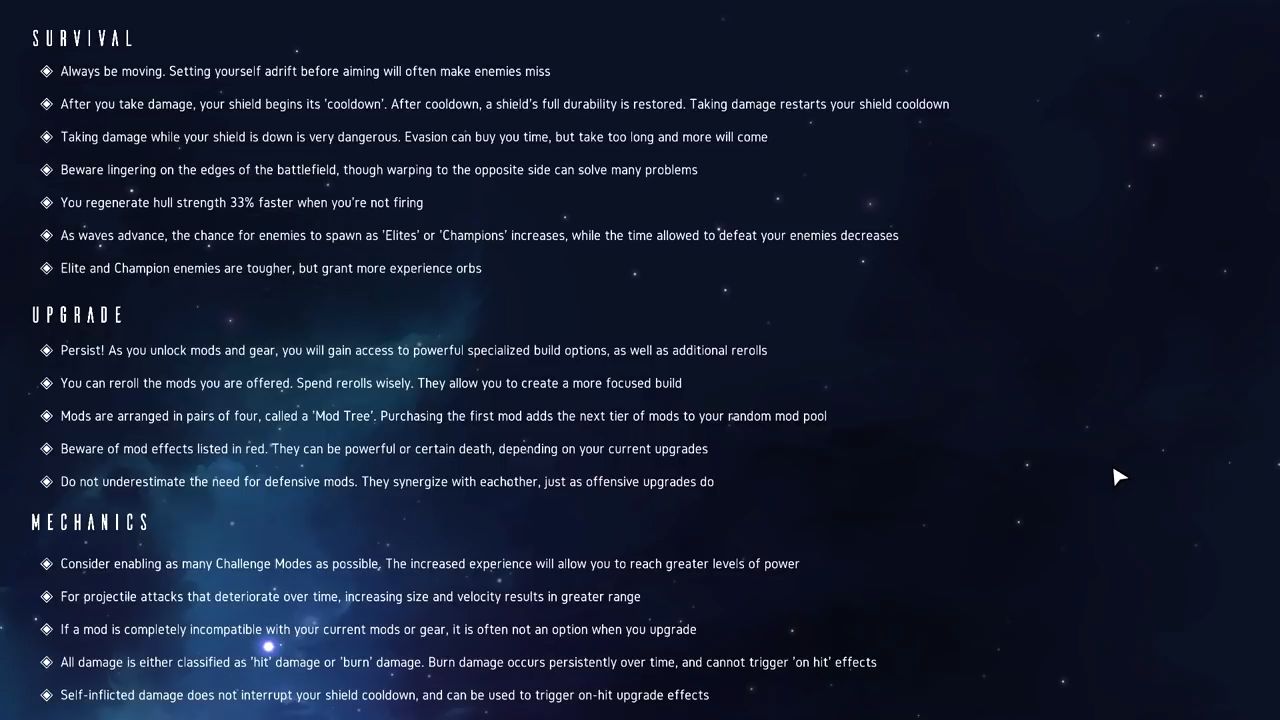 SURVIVAL
Always be moving. Setting yourself adrift before aiming will often make enemies miss
After you take damage, your shield begins its 'cooldown'. After cooldown, a shield's full durability is restored. Taking damage restarts your shield cooldown
Taking damage while your shield is down is very dangerous. Evasion can buy you time, but take too long and more will come
Beware lingering on the edges of the battlefield, though warping to the opposite side can solve many problems
You regenerate hull strength 33% faster when you're not firing
As waves advance, the chance for enemies to spawn as 'Elites' or 'Champions' increases, while the time allowed to defeat your enemies decreases
Elite and Champion enemies are tougher, but grant more experience orbs
UPGRADE
Persist! As you unlock mods and gear, you will gain access to powerful specialized build options, as well as additional rerolls
You can reroll the mods you are offered. Spend rerolls wisely. They allow you to create a more focused build
Mods are arranged in pairs of four, called a 'Mod Tree'. Purchasing the first mod adds the next tier of mods to your random mod pool
Beware of mod effects listed in red. They can be powerful or certain death, depending on your current upgrades
Do not underestimate the need for defensive mods. They synergize with eachother, just as offensive upgrades do
MECHANICS
Consider enabling as many Challenge Modes as possible. The increased experience will allow you to reach greater levels of power
For projectile attacks that deteriorate over time, increasing size and velocity results in greater range
If a mod is completely incompatible with your current mods or gear, it is often not an option when you upgrade
All damage is either classified as 'hit' damage or 'burn' damage. Burn damage occurs persistently over time, and cannot trigger 'on hit' effects
Self-inflicted damage does not interrupt your shield cooldown, and can be used to trigger on-hit upgrade effects